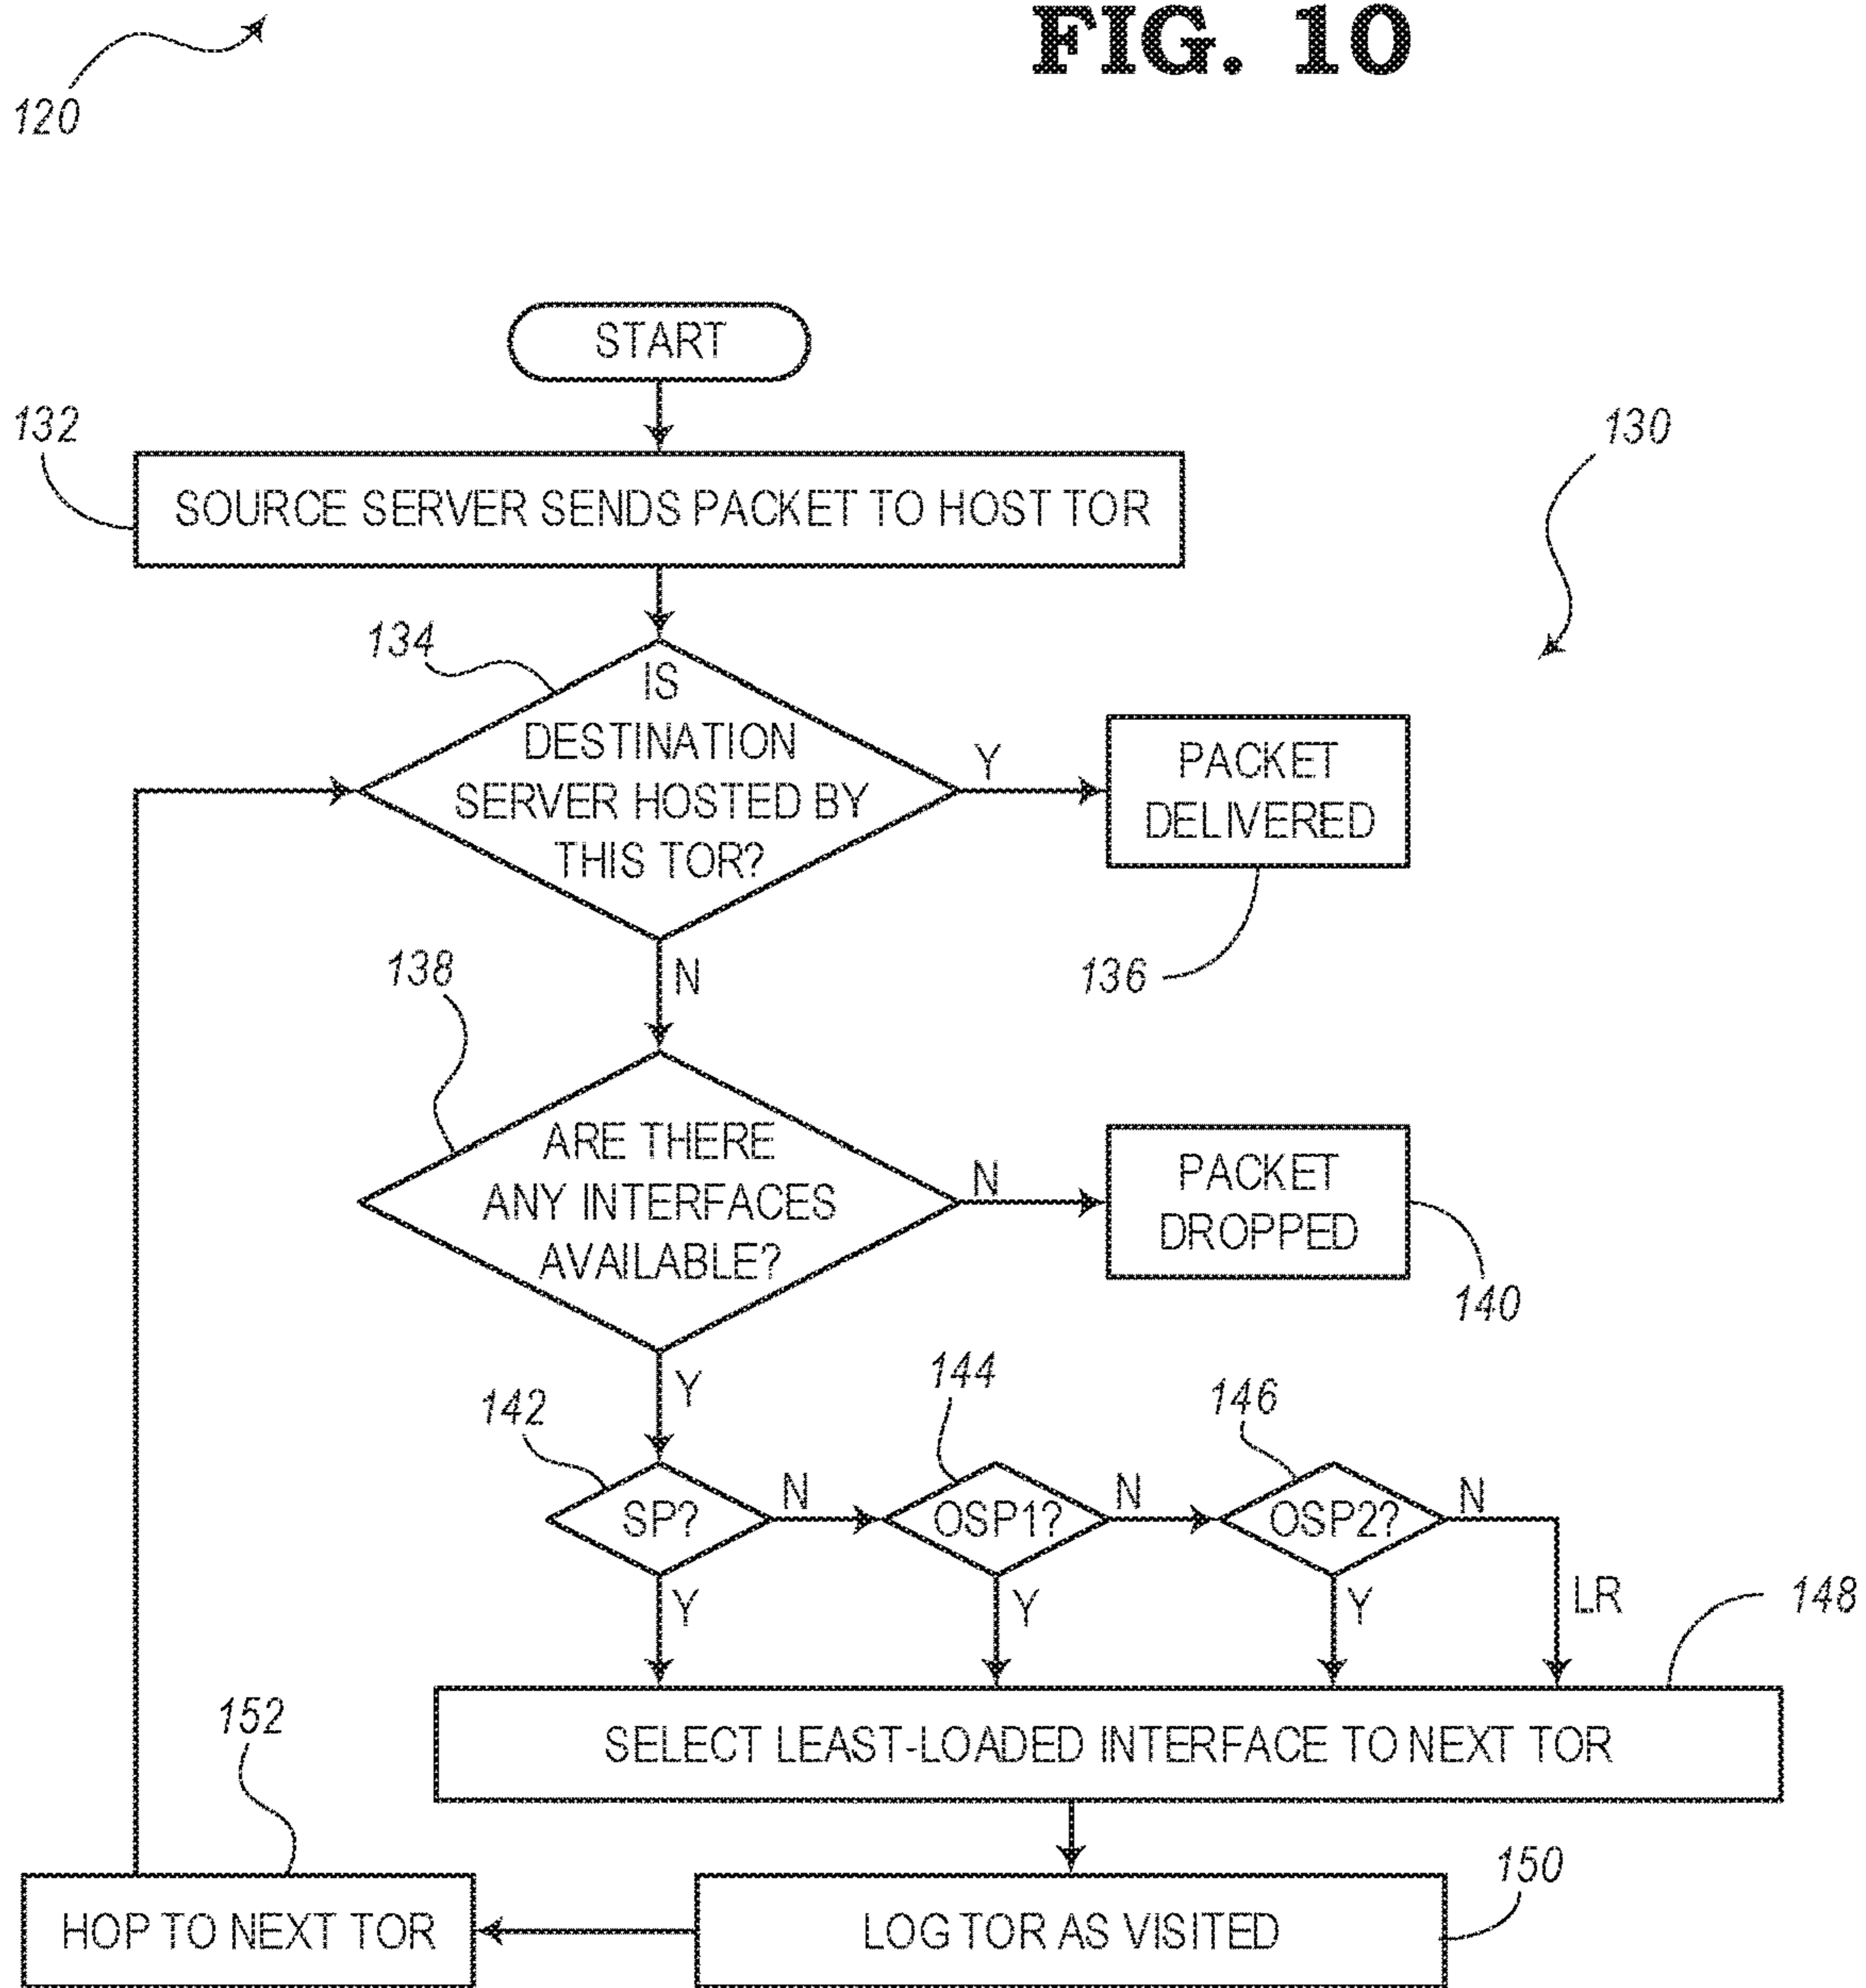 FIG. 10
120
START
132
130
SOURCE SERVER SENDS PACKET TO HOST TOR
134
IS
DESTINATION
SERVER HOSTED BY
THIS TOR?
Y
PACKET
DELIVERED
136
138
N
ARE THERE
ANY INTERFACES
AVAILABLE?
N
PACKET
DROPPED
140
Y
142
144
146
SP?
N
OSP1?
N
OSP2?
N
Y
Y
Y
LR
148
SELECT LEAST-LOADED INTERFACE TO NEXT TOR
152
150
HOP TO NEXT TOR
LOG TOR AS VISITED